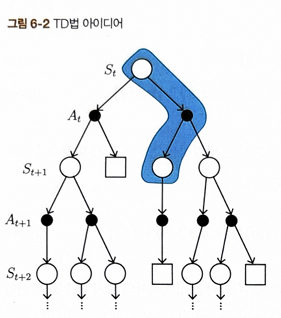 그림 6-2 TD법 아이디어
S_t
A_t
S_{t+1}
A_{t+1}
S_{t+2}